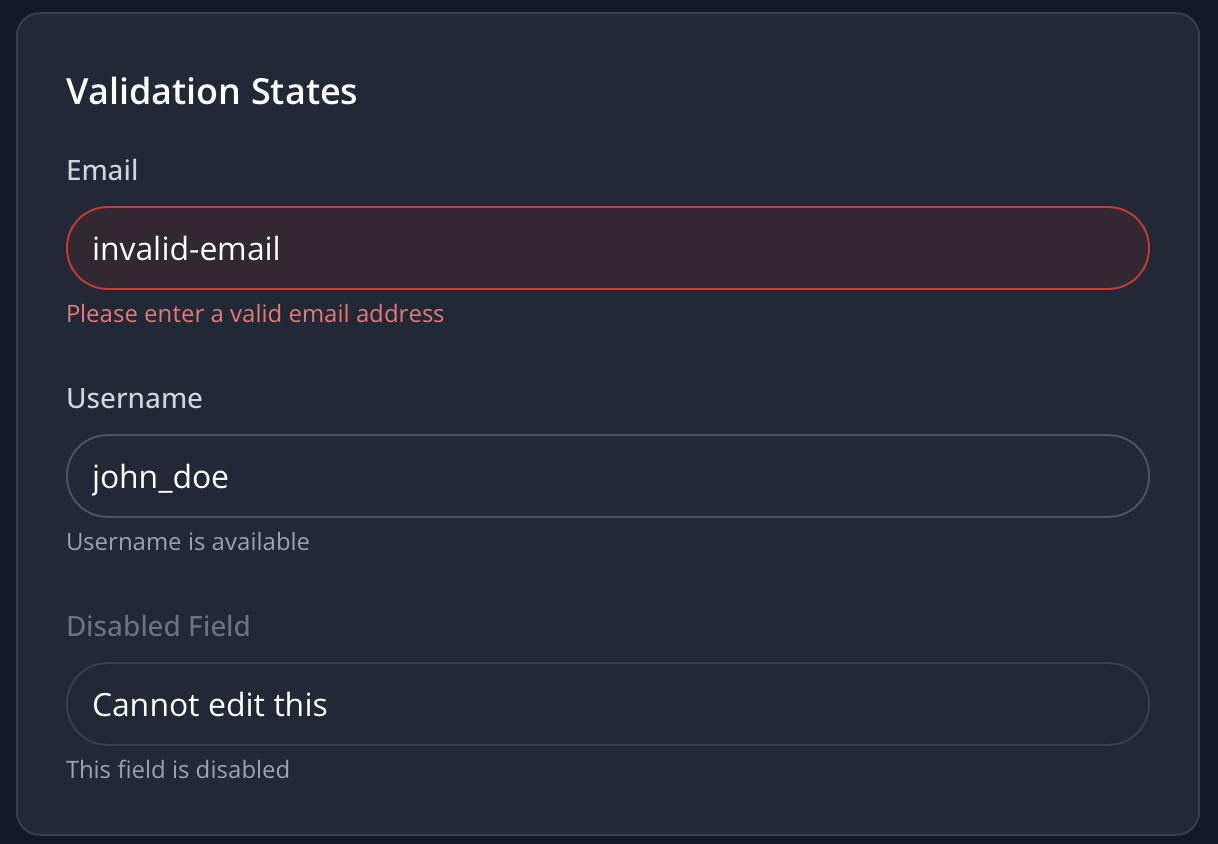 Validation States
Email
invalid-email
Please enter a valid email address
Username
john_doe
Username is available
Disabled Field
Cannot edit this
This field is disabled